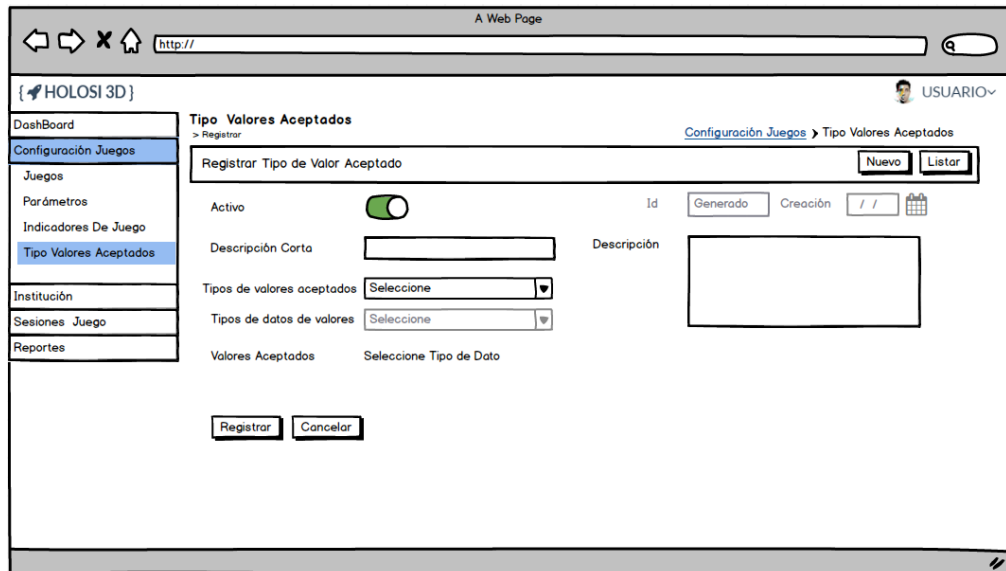 A Web Page
http://
{ HOLOSI 3D }
USUARIO
DashBoard
Configuración Juegos
Juegos
Parámetros
Indicadores De Juego
Tipo Valores Aceptados
Institución
Sesiones Juego
Reportes
Tipo Valores Aceptados
> Registrar
Configuración Juegos > Tipo Valores Aceptados
Registrar Tipo de Valor Aceptado
Nuevo
Listar
Activo
Id
Generado
Creación
/ /
Descripción Corta
Descripción
Tipos de valores aceptados
Seleccione
Tipos de datos de valores
Seleccione
Valores Aceptados
Seleccione Tipo de Dato
Registrar
Cancelar